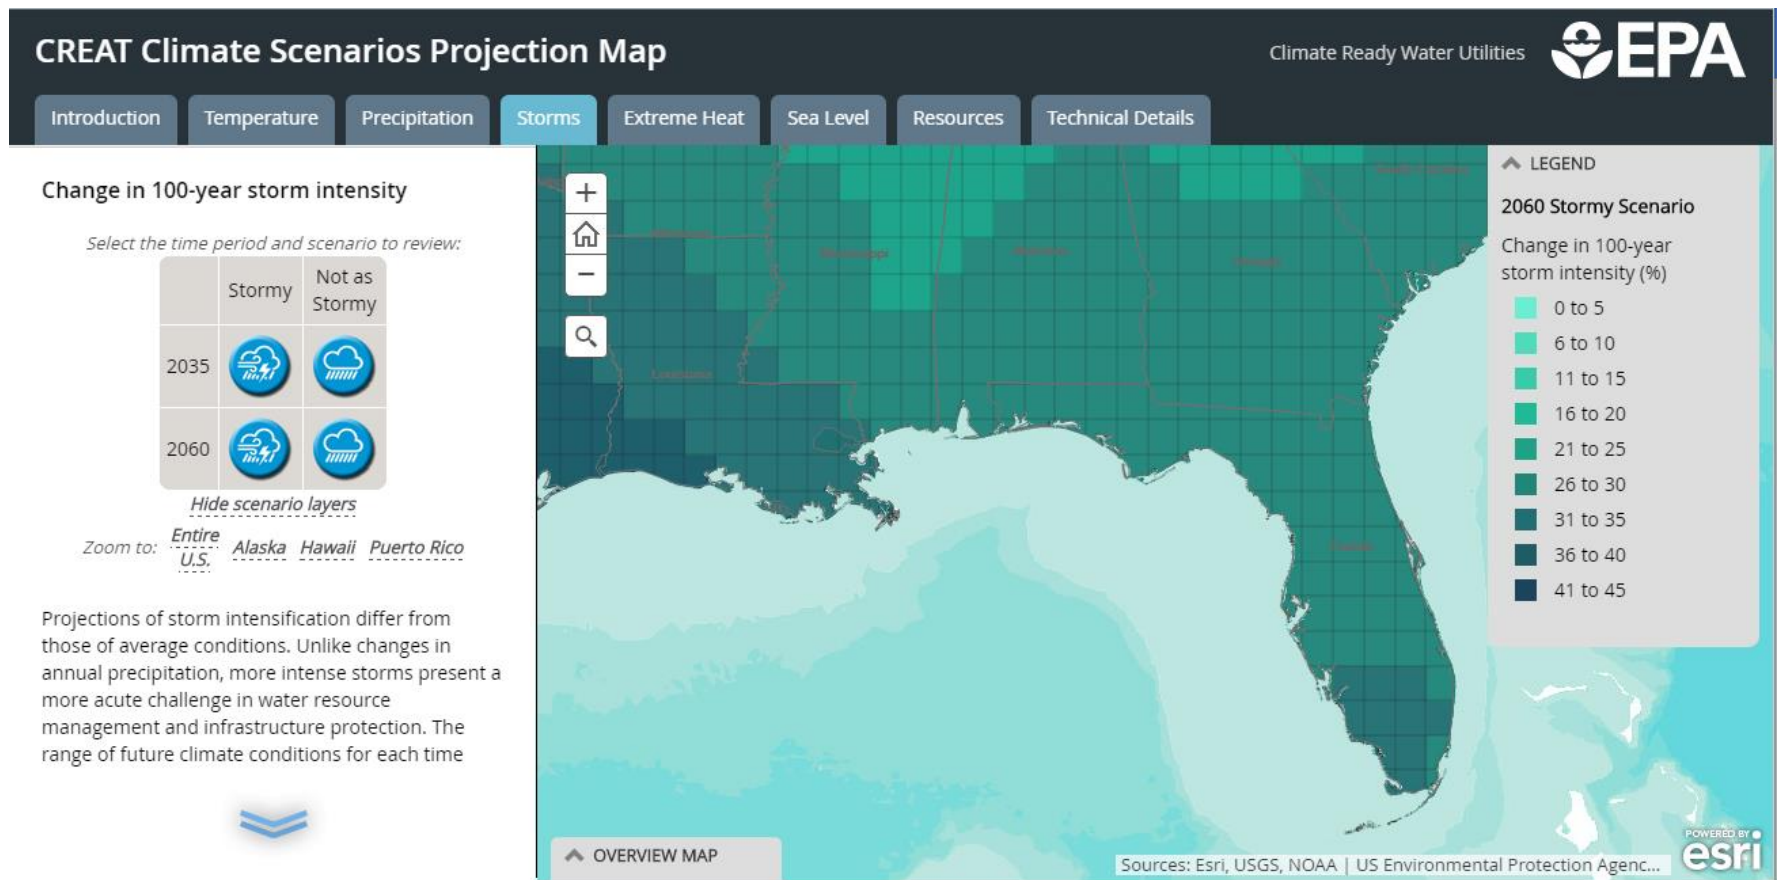 CREAT Climate Scenarios Projection Map
Climate Ready Water Utilities
EPA
Introduction
Temperature
Precipitation
Storms
Extreme Heat
Sea Level
Resources
Technical Details
Change in 100-year storm intensity
Select the time period and scenario to review:
Stormy
Not as
Stormy
2035
2060
Hide scenario layers
Zoom to:
Entire
U.S.
Alaska
Hawaii
Puerto Rico
Projections of storm intensification differ from
those of average conditions. Unlike changes in
annual precipitation, more intense storms present a
more acute challenge in water resource
management and infrastructure protection. The
range of future climate conditions for each time
+
−
Mississippi
Louisiana
LEGEND
2060 Stormy Scenario
Change in 100-year
storm intensity (%)
0 to 5
6 to 10
11 to 15
16 to 20
21 to 25
26 to 30
31 to 35
36 to 40
41 to 45
OVERVIEW MAP
Sources: Esri, USGS, NOAA | US Environmental Protection Agenc...
POWERED BY
esri